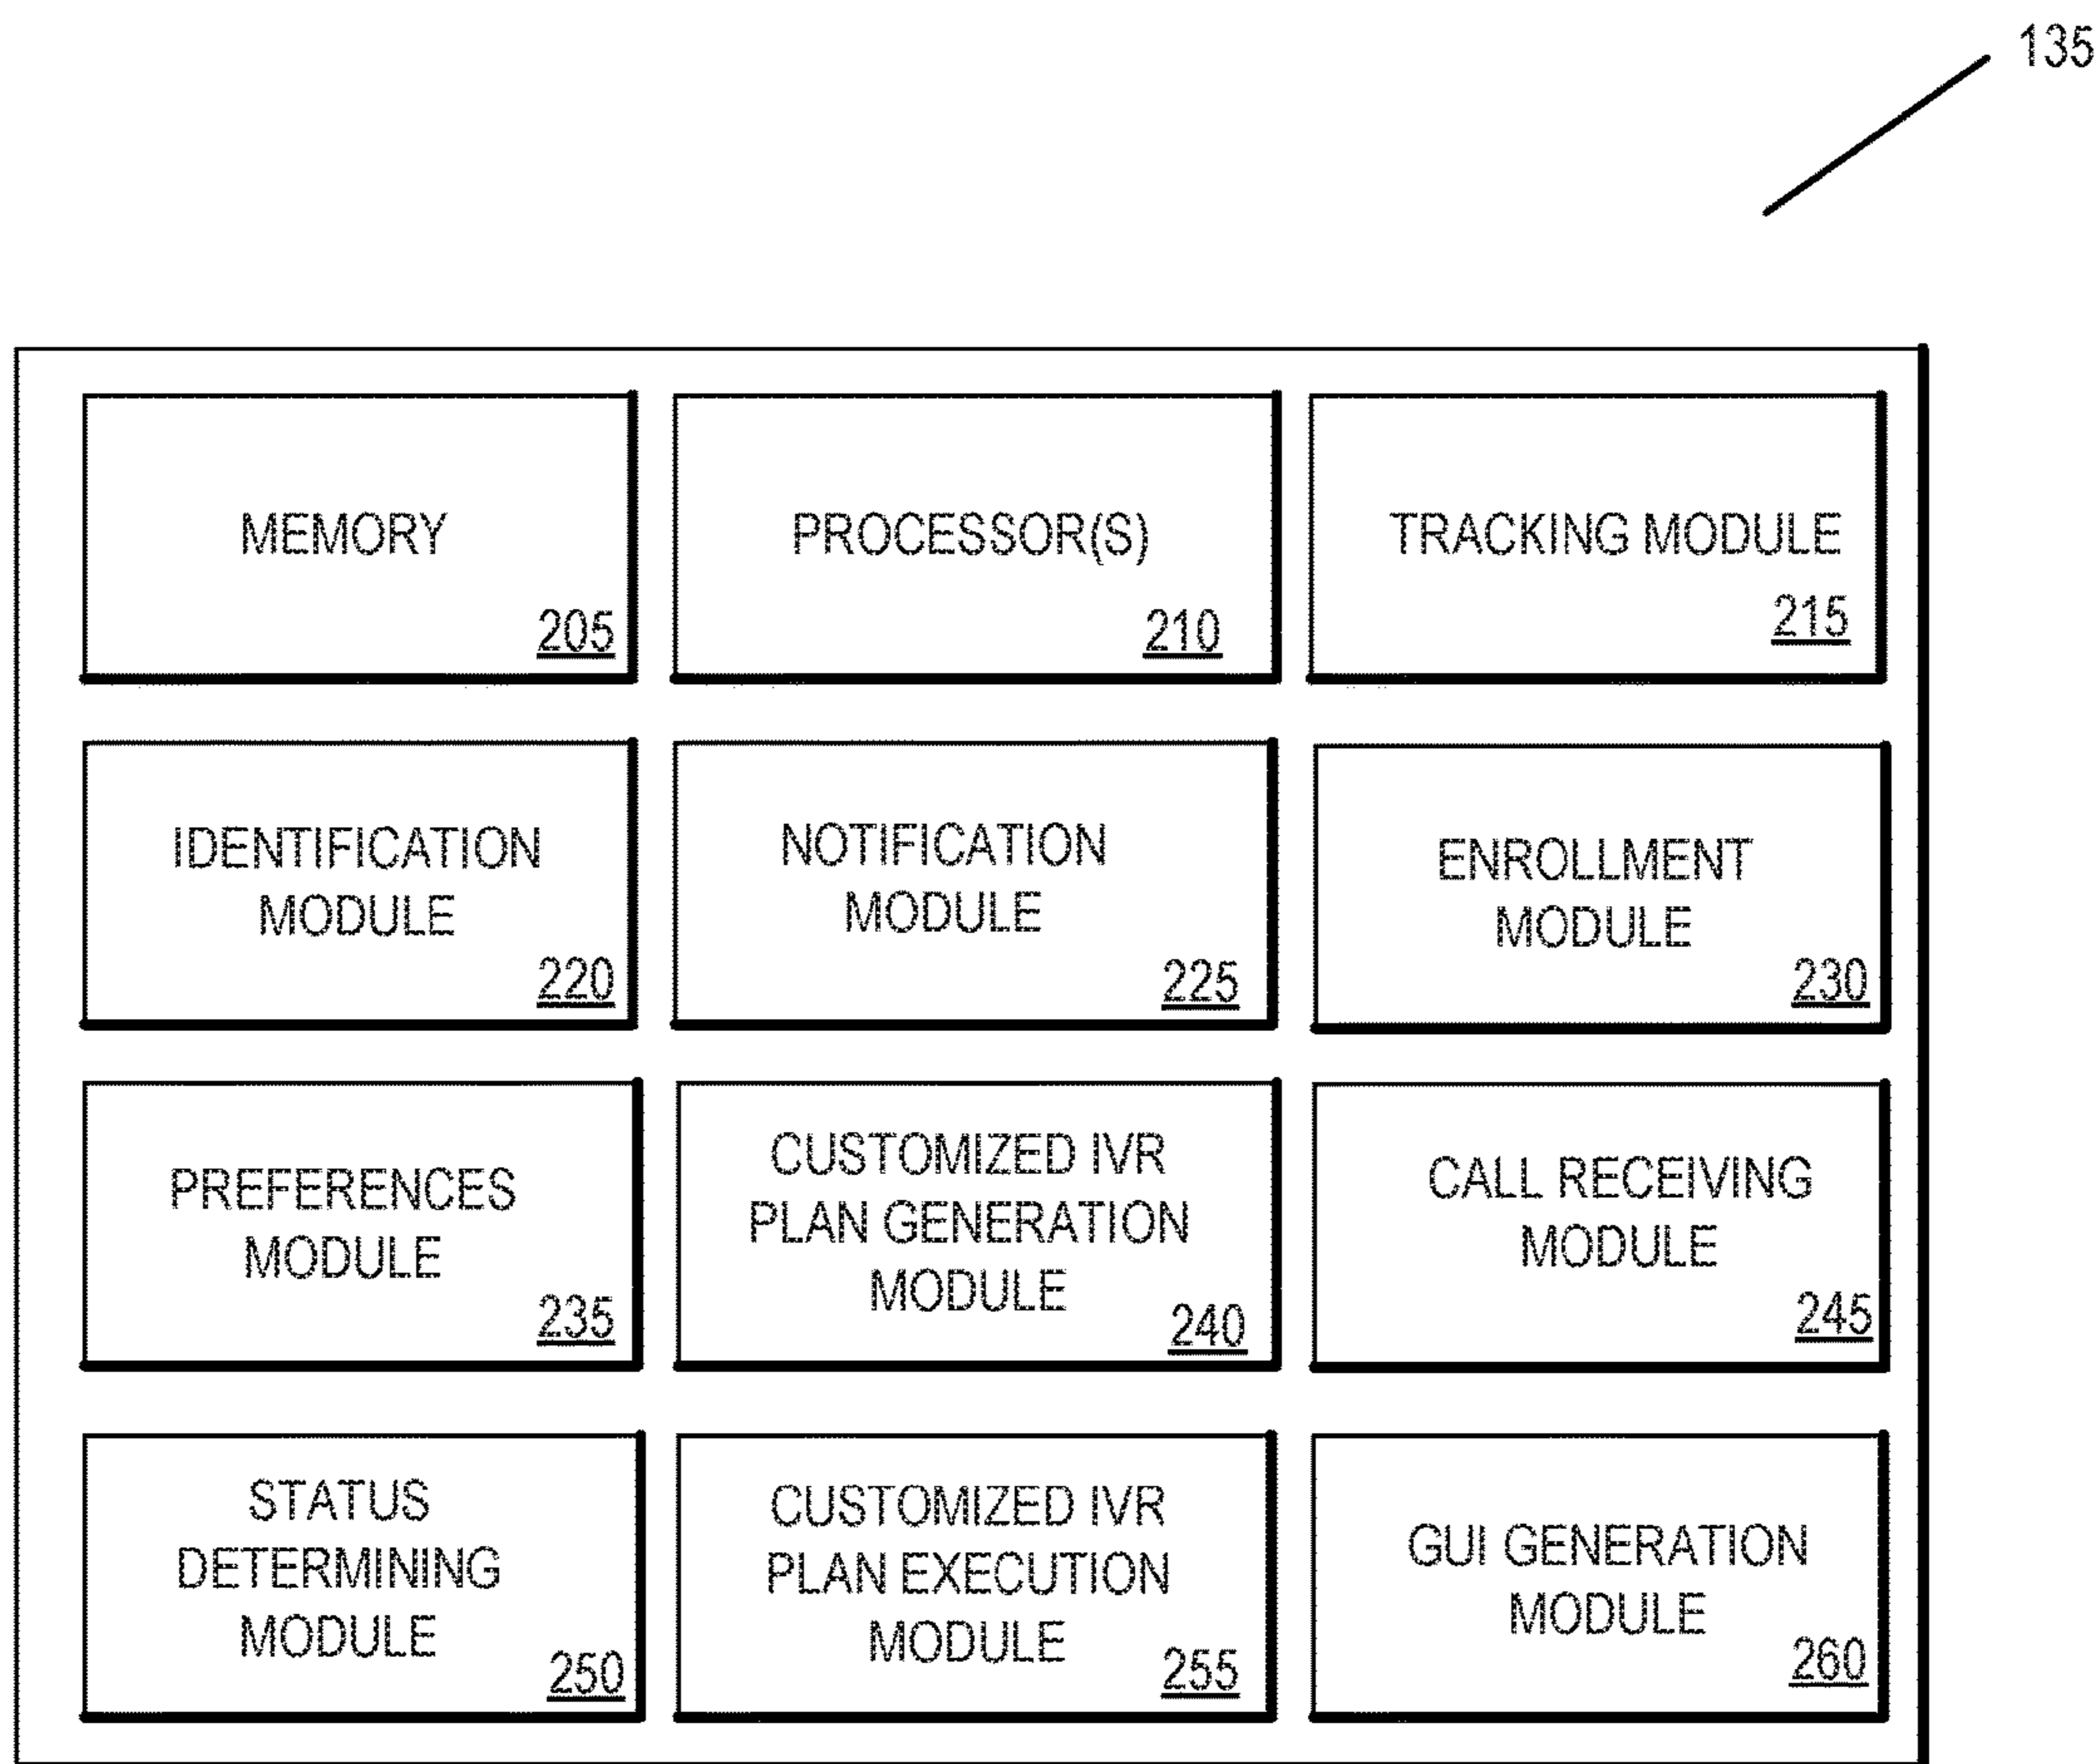 135
MEMORY
205
PROCESSOR(S)
210
TRACKING MODULE
215
IDENTIFICATION
MODULE
220
NOTIFICATION
MODULE
225
ENROLLMENT
MODULE
230
PREFERENCES
MODULE
235
CUSTOMIZED IVR
PLAN GENERATION
MODULE
240
CALL RECEIVING
MODULE
245
STATUS
DETERMINING
MODULE
250
CUSTOMIZED IVR
PLAN EXECUTION
MODULE
255
GUI GENERATION
MODULE
260